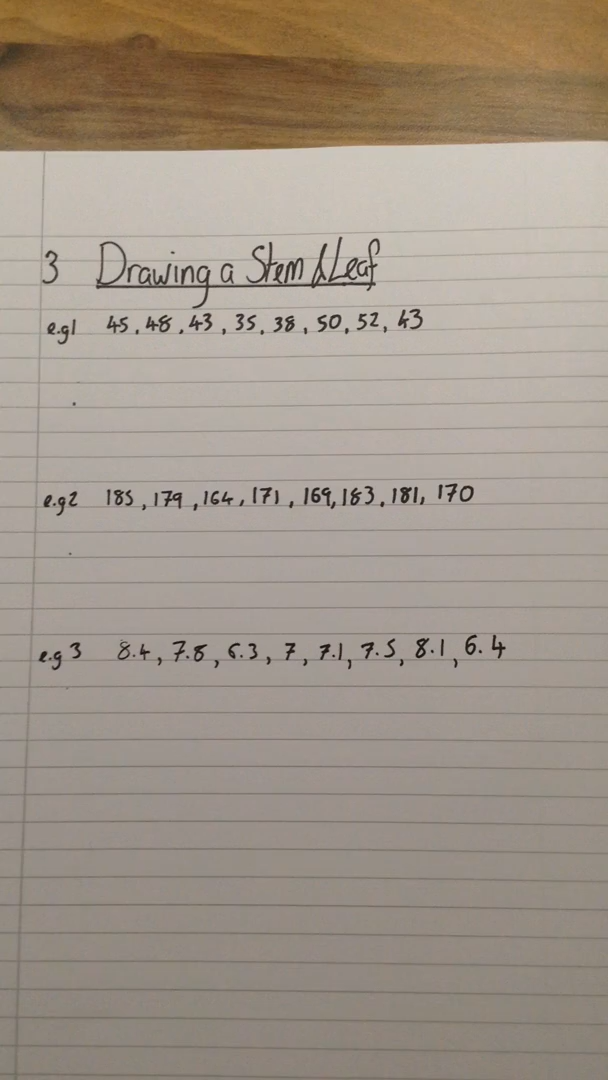 3 Drawing a Stem & Leaf
e.g1 45, 48, 43, 35, 38, 50, 52, 43
e.g2 185, 179, 164, 171, 169, 183, 181, 170
e.g 3 8.4, 7.8, 6.3, 7, 7.1, 7.5, 8.1, 6.4